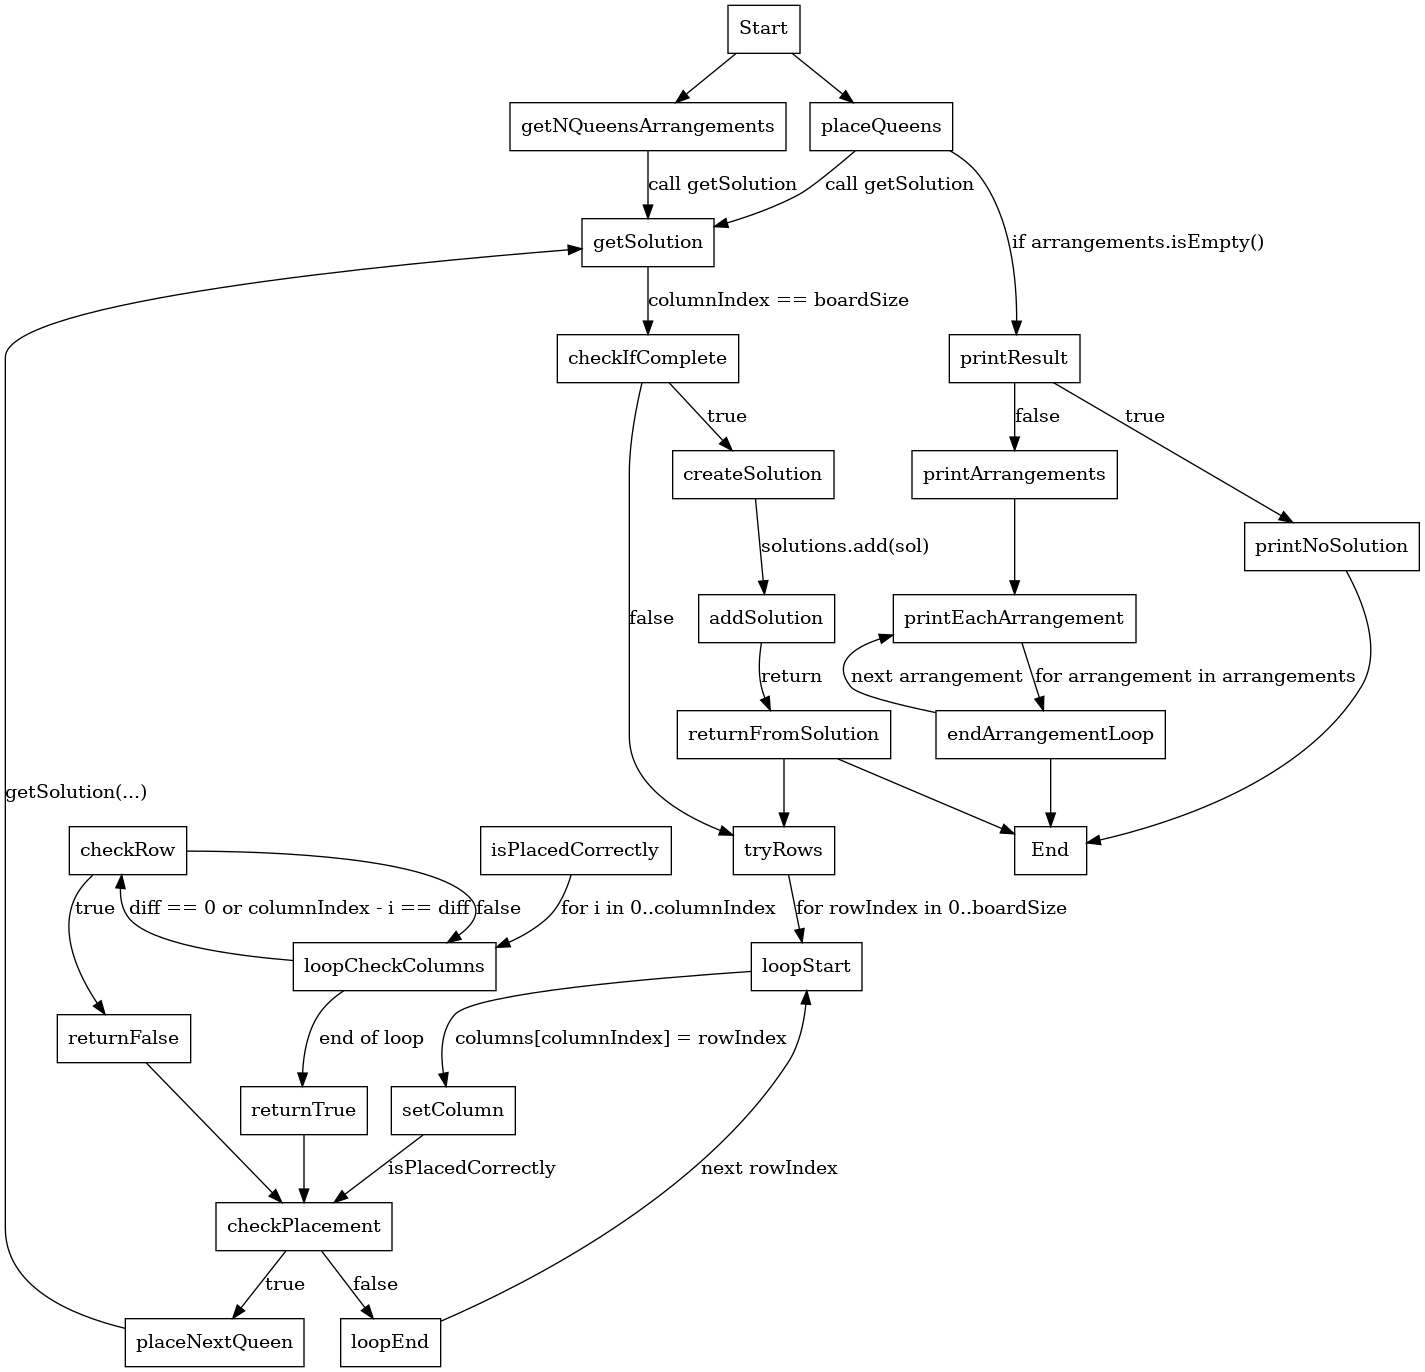 Start
getNQueensArrangements
placeQueens
call getSolution
call getSolution
getSolution
if arrangements.isEmpty()
columnIndex == boardSize
checkIfComplete
printResult
true
false
true
createSolution
printArrangements
solutions.add(sol)
printNoSolution
false
addSolution
printEachArrangement
return
next arrangement
for arrangement in arrangements
returnFromSolution
endArrangementLoop
getSolution(...)
checkRow
isPlacedCorrectly
tryRows
End
true
diff == 0 or columnIndex - i == diff
false
for i in 0..columnIndex
for rowIndex in 0..boardSize
loopCheckColumns
loopStart
returnFalse
end of loop
columns[columnIndex] = rowIndex
returnTrue
setColumn
isPlacedCorrectly
next rowIndex
checkPlacement
true
false
placeNextQueen
loopEnd